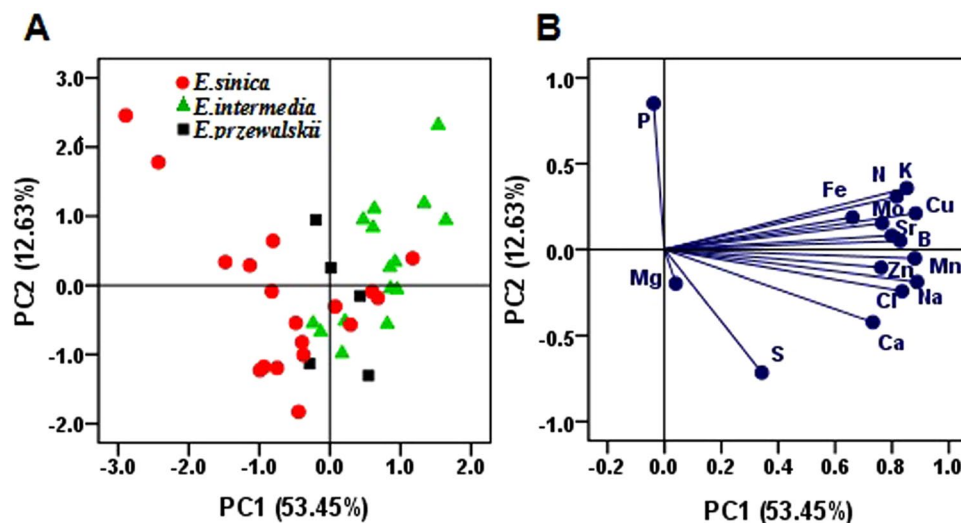 A
E.sinica
E.intermedia
E.przewalskii
3.0
2.0
1.0
0.0
-1.0
-2.0
PC2 (12.63%)
-3.0 -2.0 -1.0 0.0 1.0 2.0
PC1 (53.45%)
B
1.0
0.5
0.0
-0.5
-1.0
PC2 (12.63%)
P
N K
Fe Mo Cu
Sr B
Mg Zn Mn
Cl Na
Ca
S
-0.2 0.0 0.2 0.4 0.6 0.8 1.0
PC1 (53.45%)